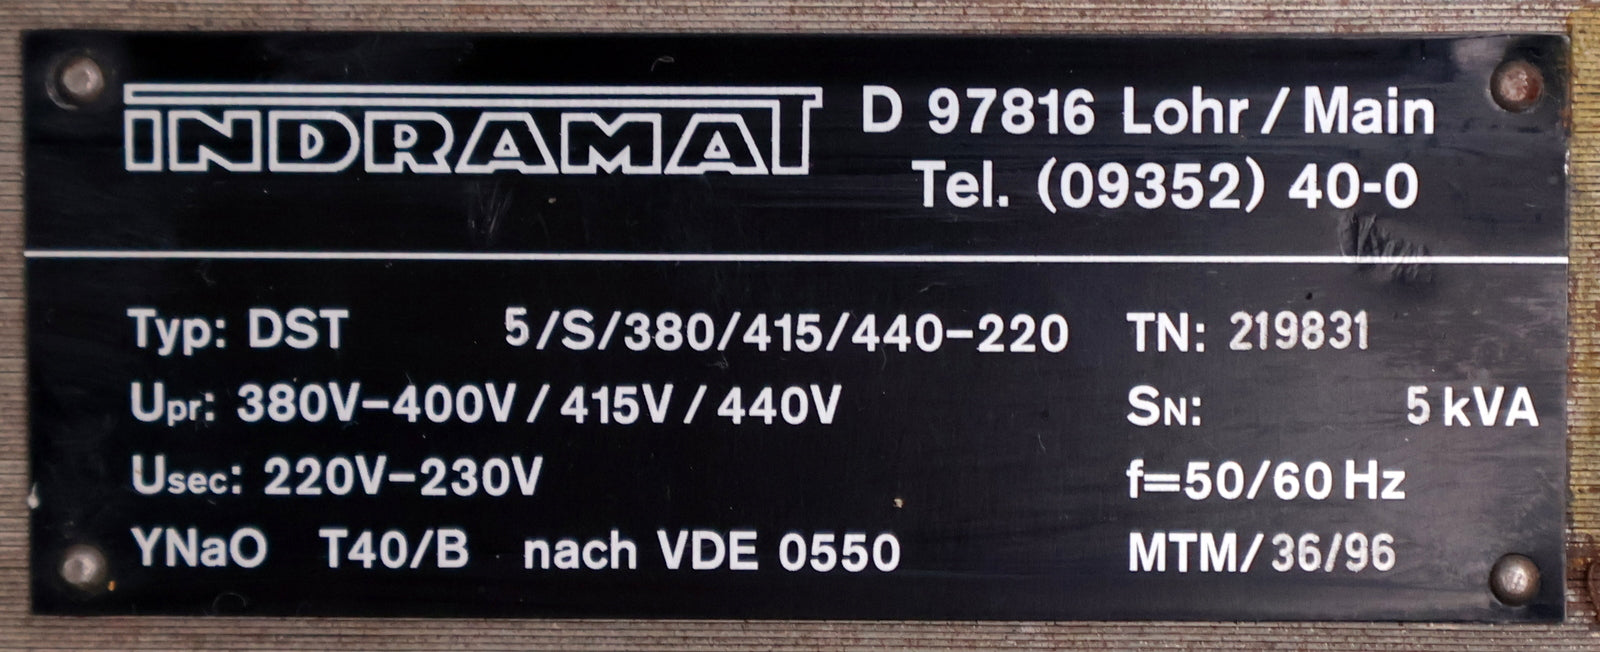 INDRAMAT D 97816 Lohr / Main
Tel. (09352) 40-0
Typ: DST 5/S/380/415/440-220 TN: 219831
Upr: 380V-400V / 415V / 440V SN: 5 kVA
Usec: 220V-230V f=50/60 Hz
YNaO T40/B nach VDE 0550 MTM/36/96